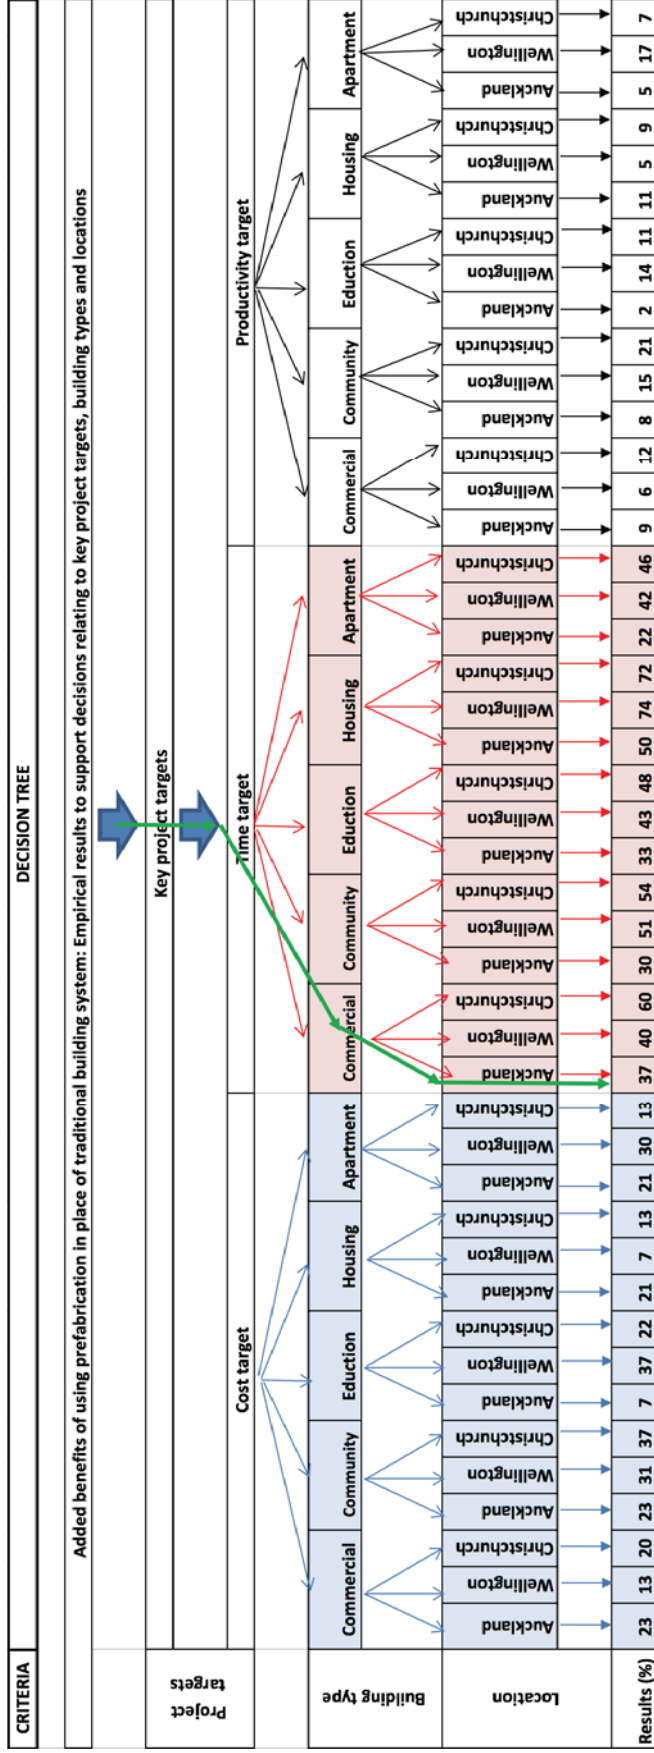 CRITERIA DECISION TREE
Added benefits of using prefabrication in place of traditional building system: Empirical results to support decisions relating to key project targets, building types and locations
Project targets
Key project targets
Cost target Time target Productivity target
Building type Commercial Community Eduction Housing Apartment Commercial Community Eduction Housing Apartment Commercial Community Eduction Housing Apartment
Location Auckland Wellington Christchurch Auckland Wellington Christchurch Auckland Wellington Christchurch Auckland Wellington Christchurch Auckland Wellington Christchurch Auckland Wellington Christchurch Auckland Wellington Christchurch Auckland Wellington Christchurch Auckland Wellington Christchurch Auckland Wellington Christchurch Auckland Wellington Christchurch Auckland Wellington Christchurch Auckland Wellington Christchurch Auckland Wellington Christchurch Auckland Wellington Christchurch
Results (%) 23 13 20 23 31 37 7 37 22 21 7 13 21 30 13 37 40 60 30 51 54 33 43 48 50 74 72 22 42 46 9 6 12 8 15 21 2 14 11 11 5 9 5 17 7